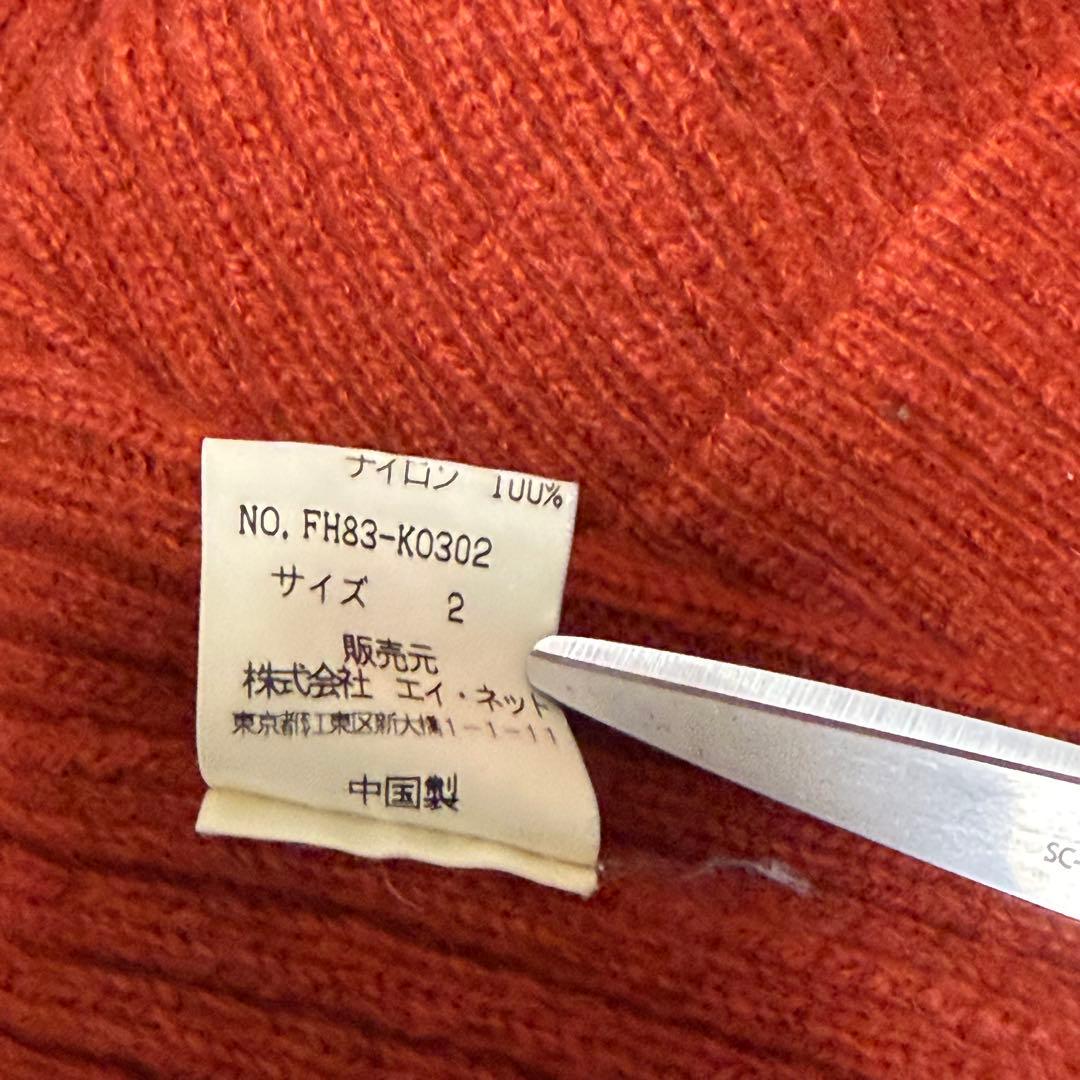 ナイロン 100%
NO. FH83-K0302
サイズ 2
販売元
株式会社 エイ・ネット
東京都江東区新大橋1-1-11
中国製
SC-